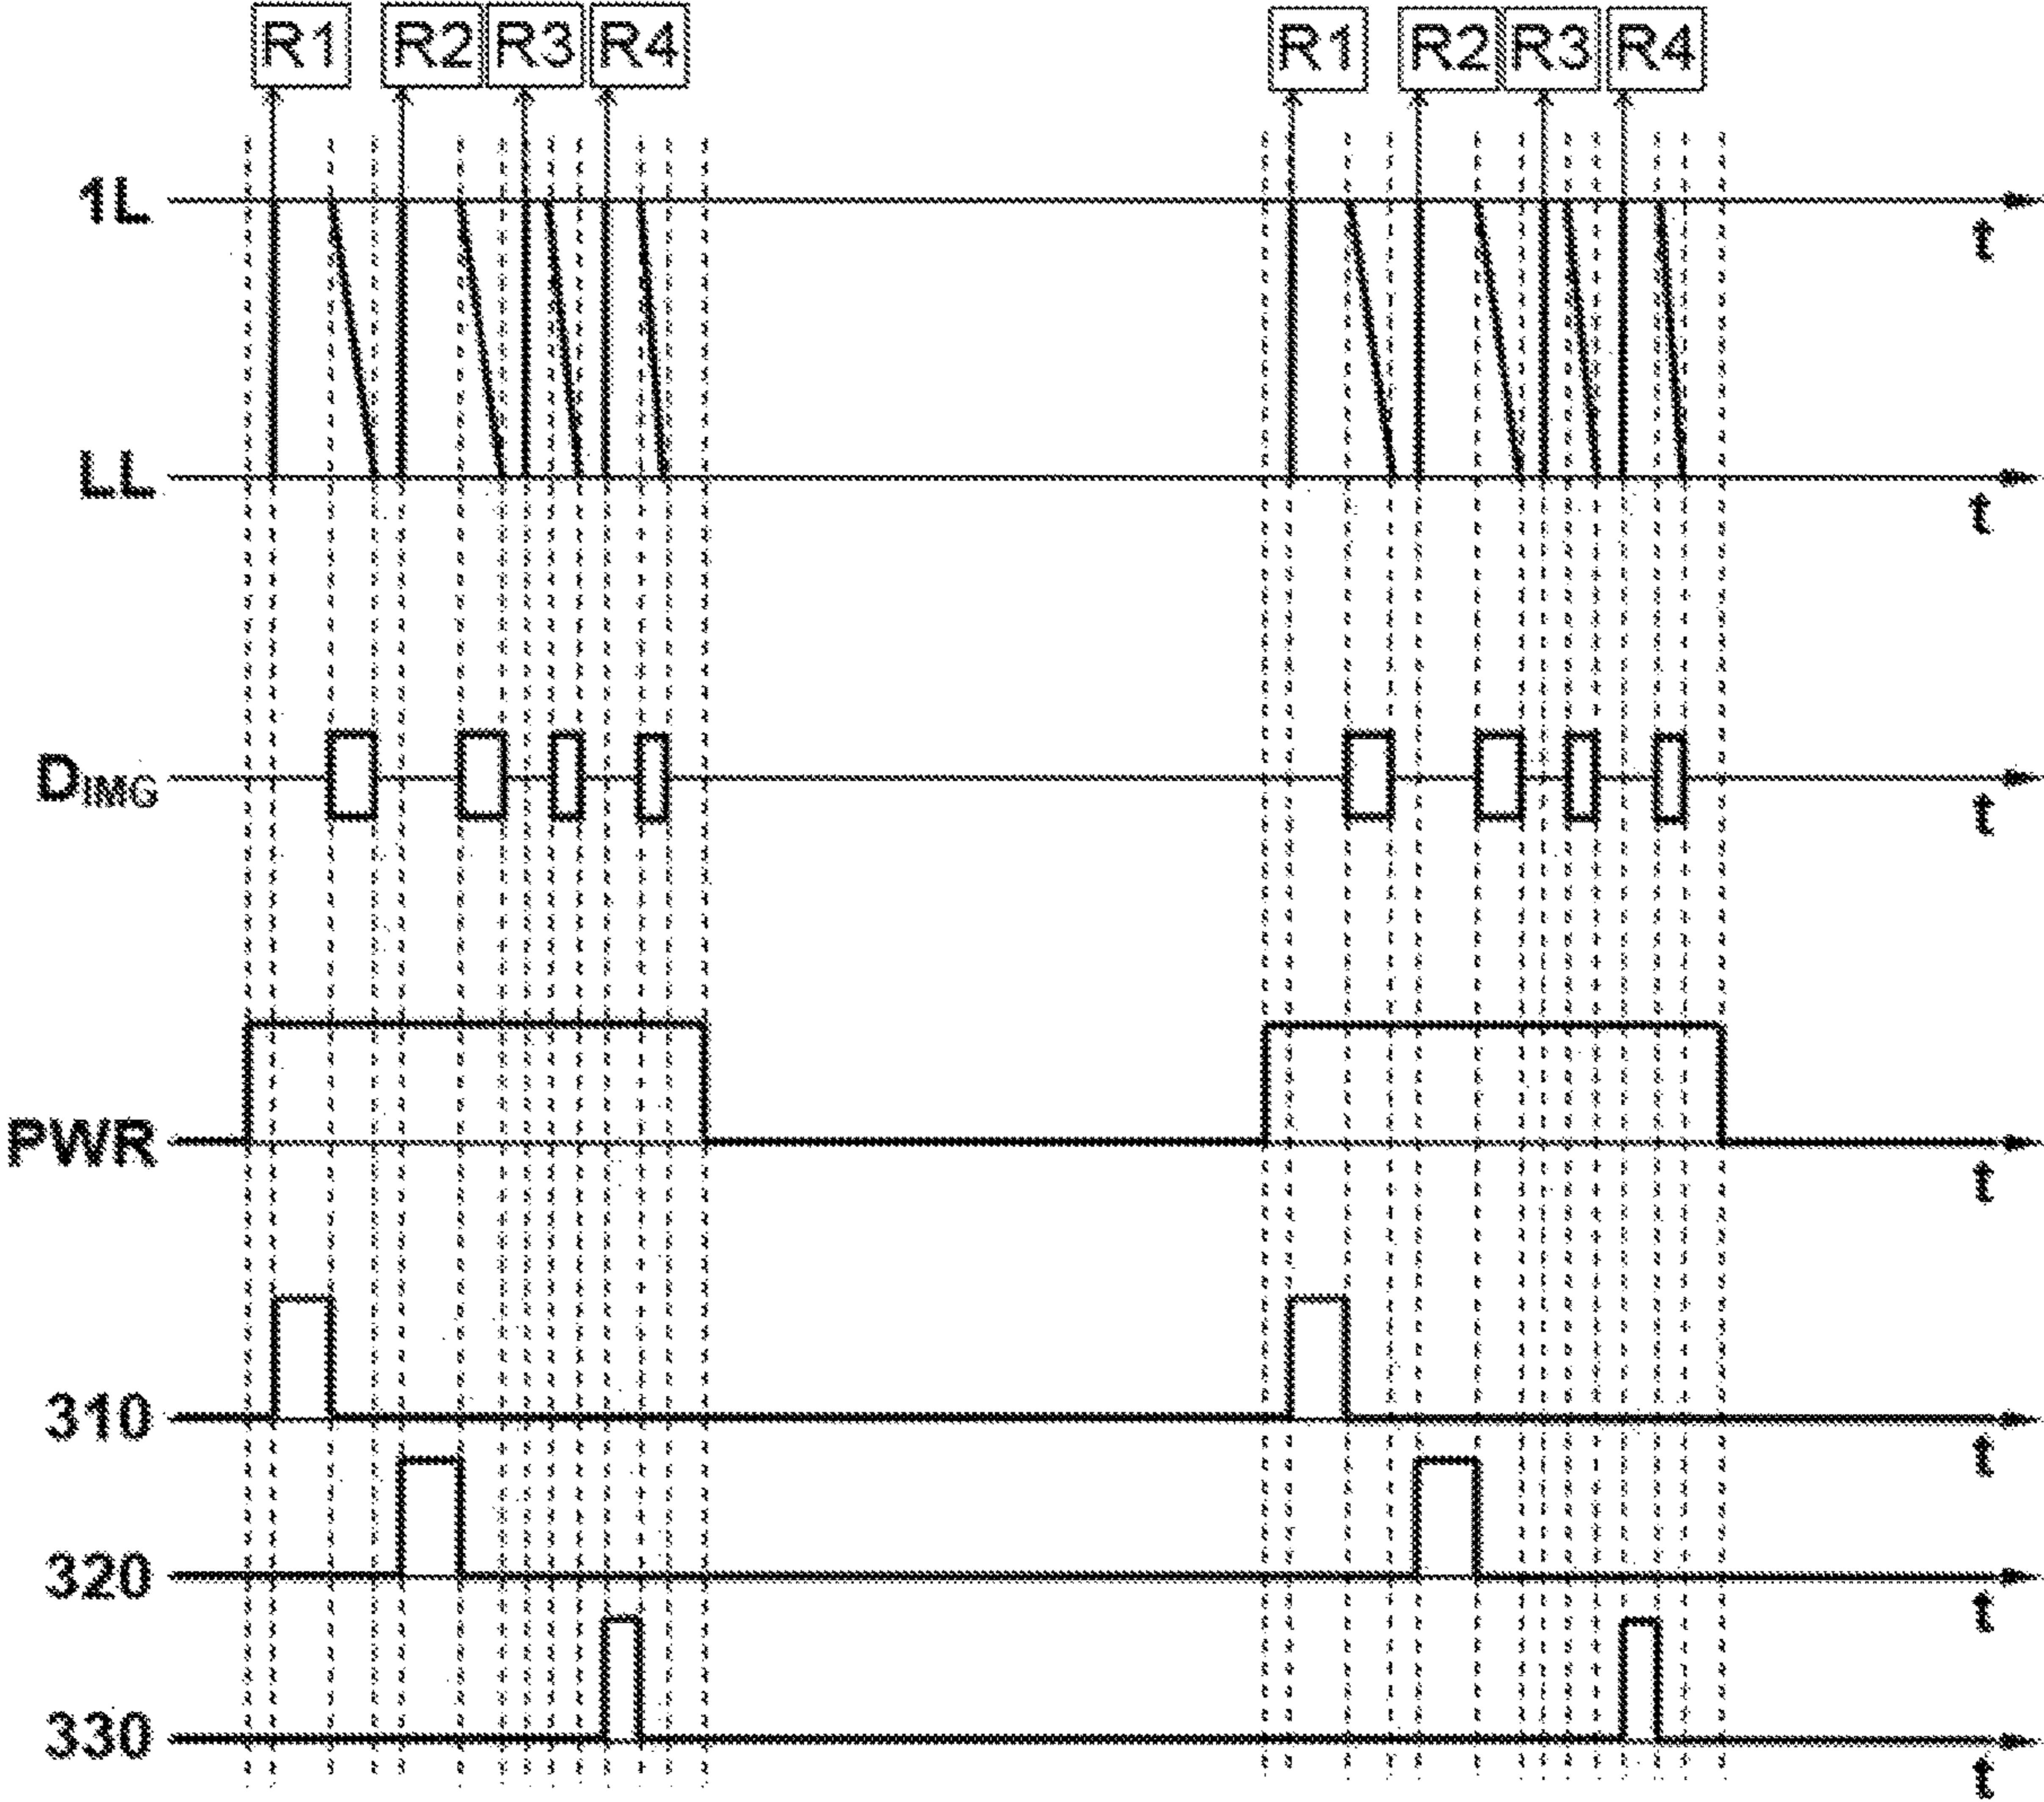 R1 R2 R3 R4 R1 R2 R3 R4
1L
t
LL
t
DIMG
t
PWR
t
310
t
320
t
330
t